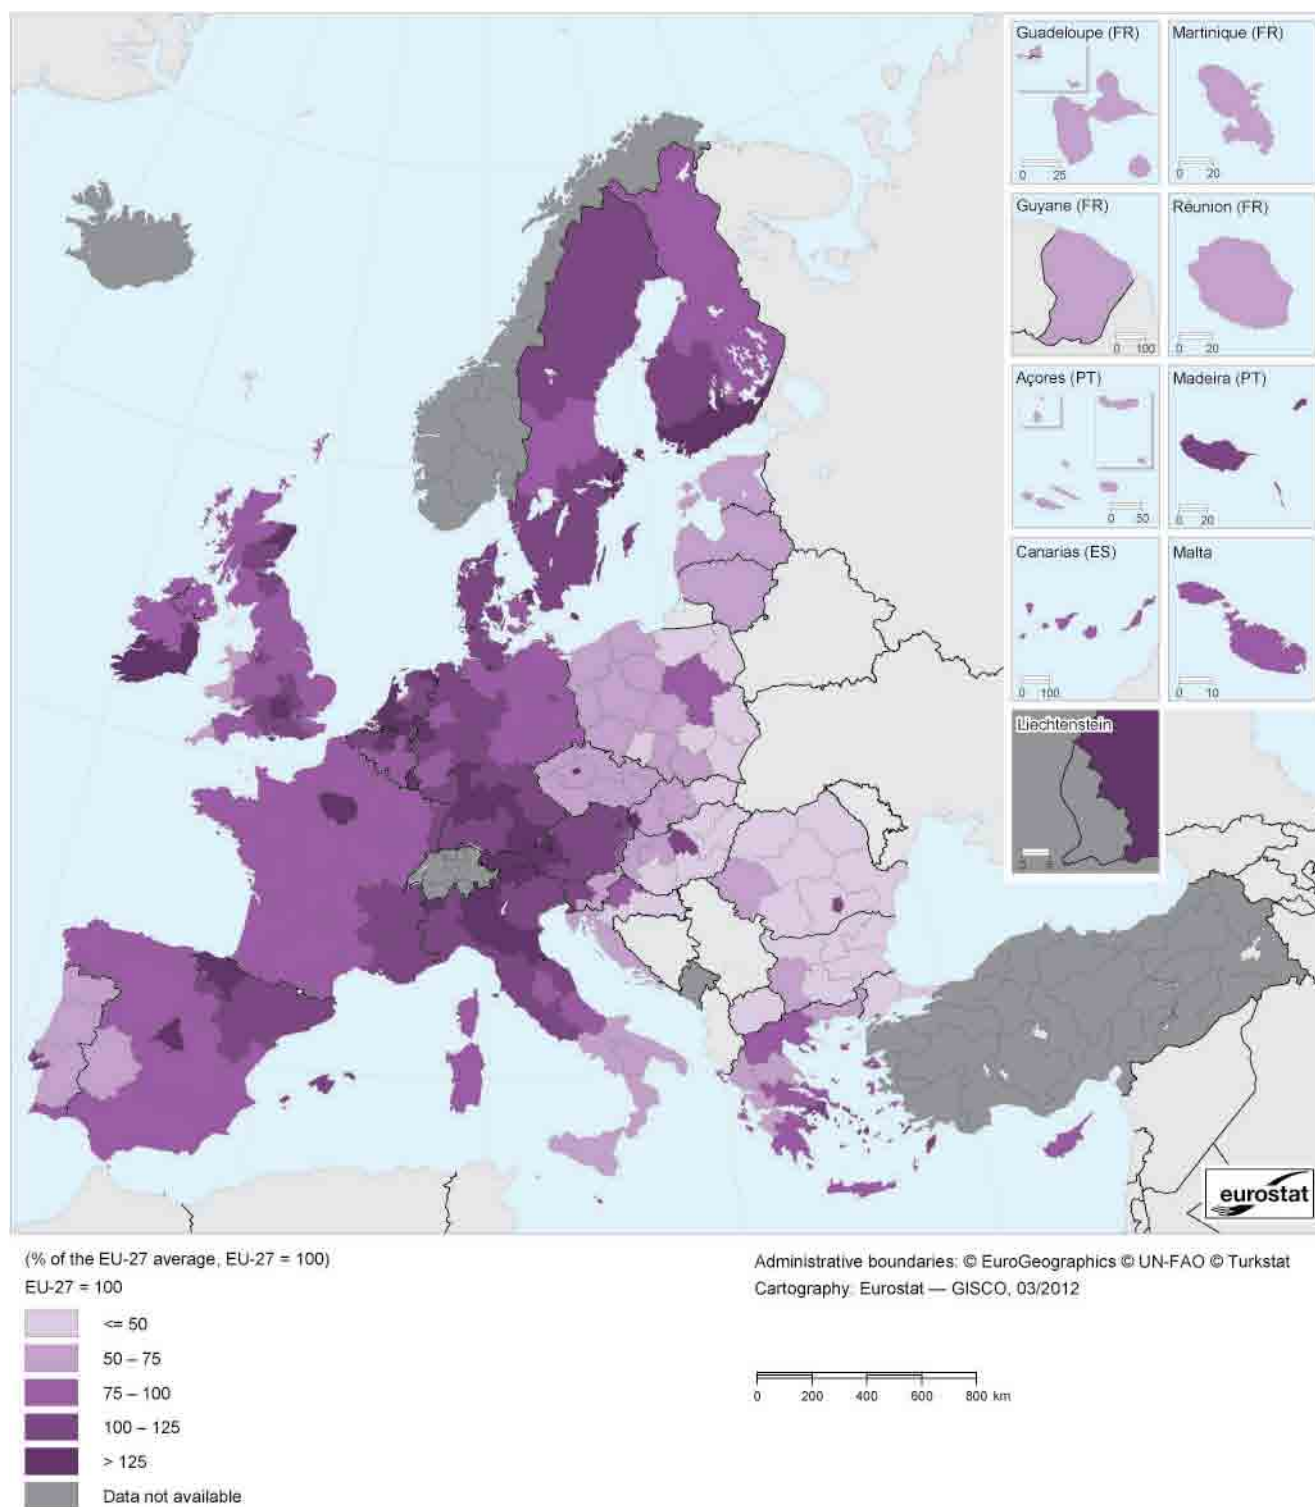 Guadeloupe (FR)
0 25
Martinique (FR)
0 20
Guyane (FR)
0 100
Réunion (FR)
0 20
Açores (PT)
0 50
Madeira (PT)
0 20
Canarias (ES)
0 100
Malta
0 10
Liechtenstein
eurostat
(% of the EU-27 average, EU-27 = 100)
EU-27 = 100
<= 50
50 – 75
75 – 100
100 – 125
> 125
Data not available
Administrative boundaries: © EuroGeographics © UN-FAO © Turkstat
Cartography: Eurostat — GISCO, 03/2012
0 200 400 600 800 km